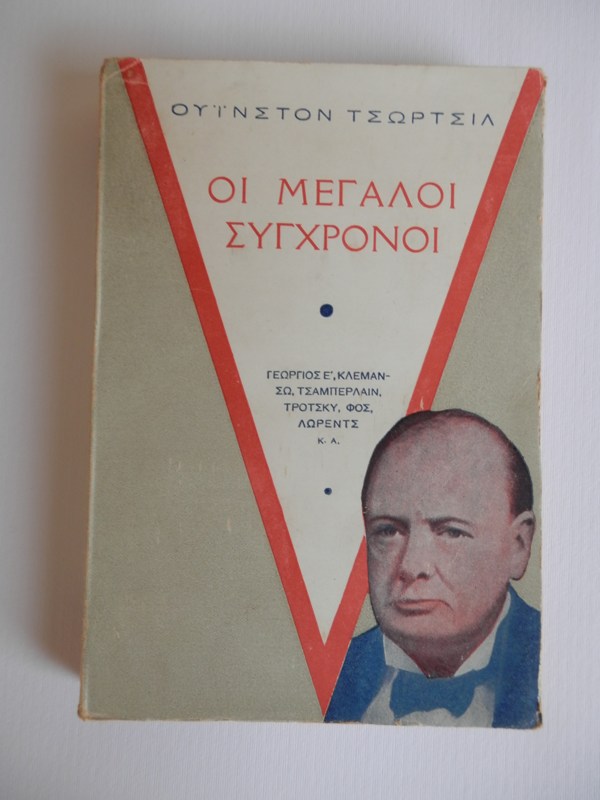 ΟΥΪΝΣΤΟΝ ΤΣΩΡΤΣΙΛ
ΟΙ ΜΕΓΑΛΟΙ
ΣΥΓΧΡΟΝΟΙ
ΓΕΩΡΓΙΟΣ Ε', ΚΛΕΜΑΝ-
ΣΩ, ΤΣΑΜΠΕΡΛΑΙΝ,
ΤΡΟΤΣΚΥ, ΦΟΣ,
ΛΩΡΕΝΤΣ
Κ. Α.